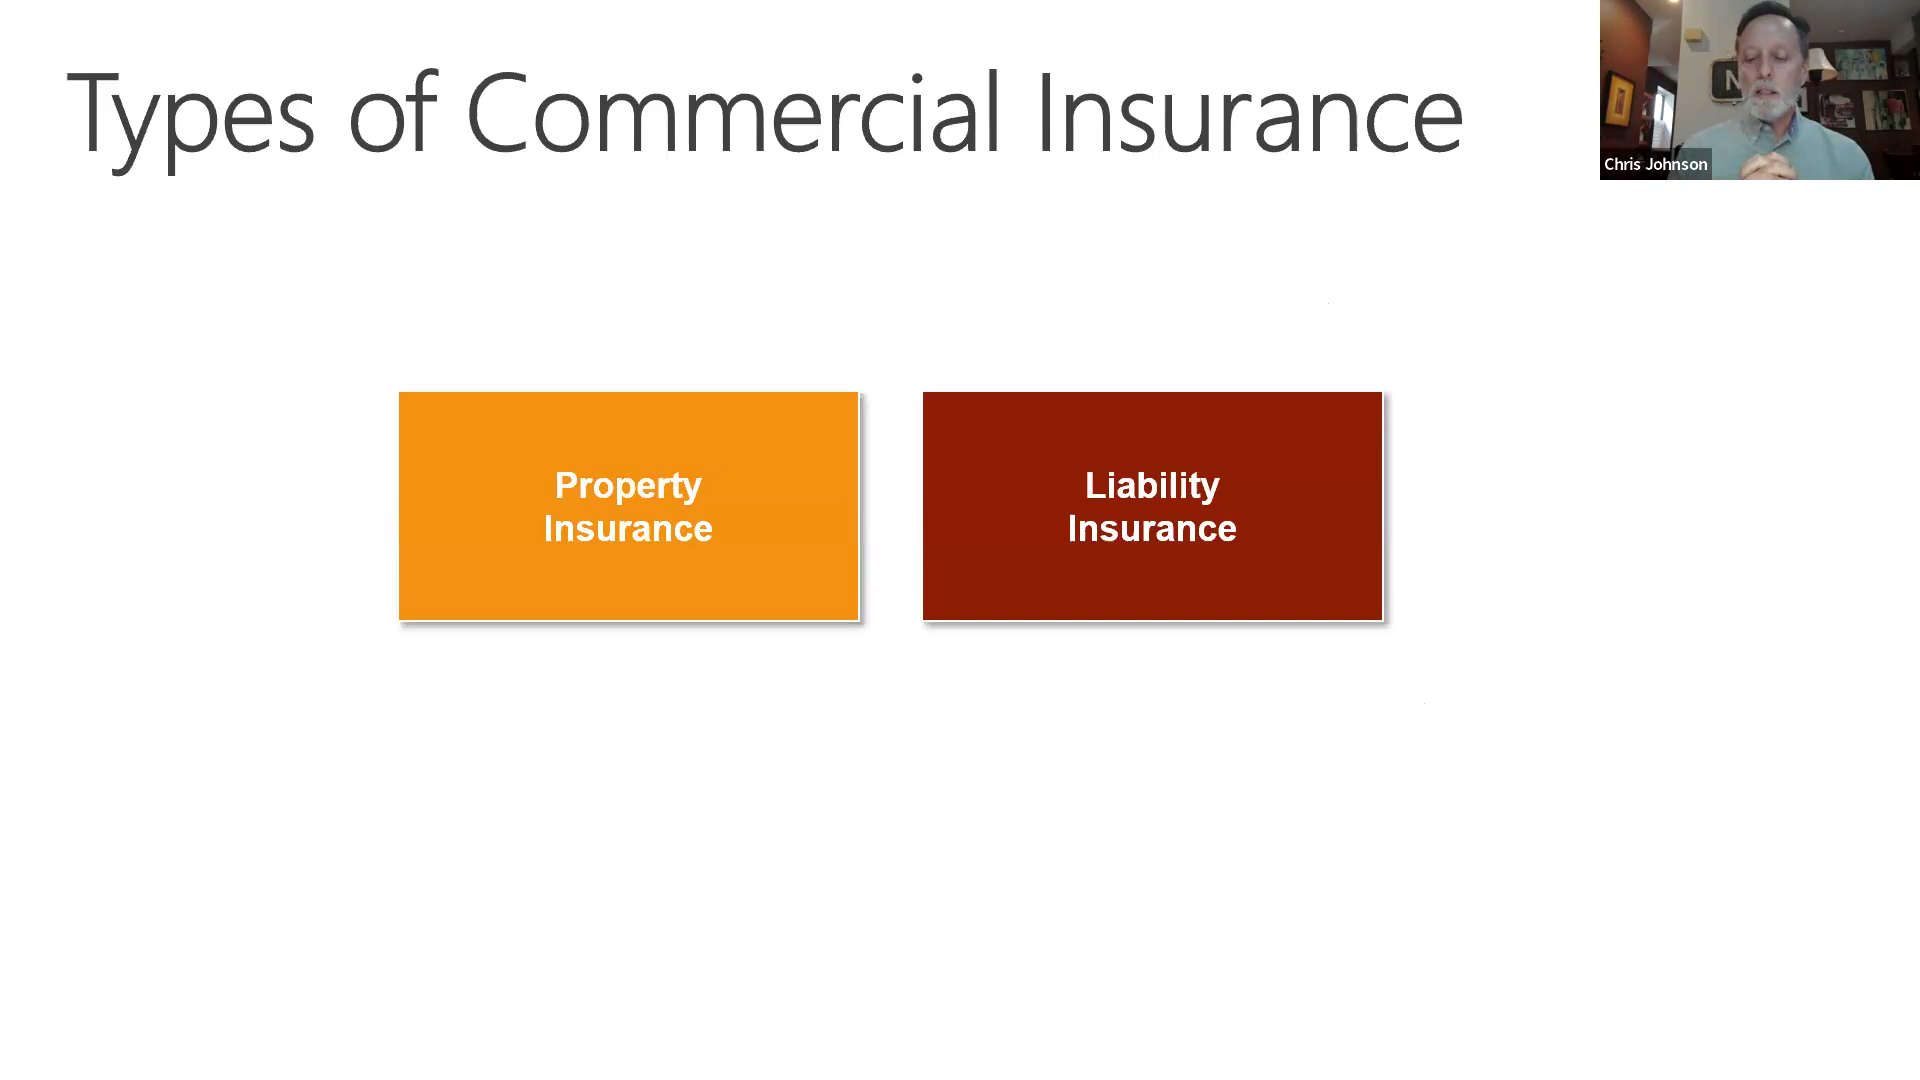 Types of Commercial Insurance
Chris Johnson
Property
Insurance
Liability
Insurance